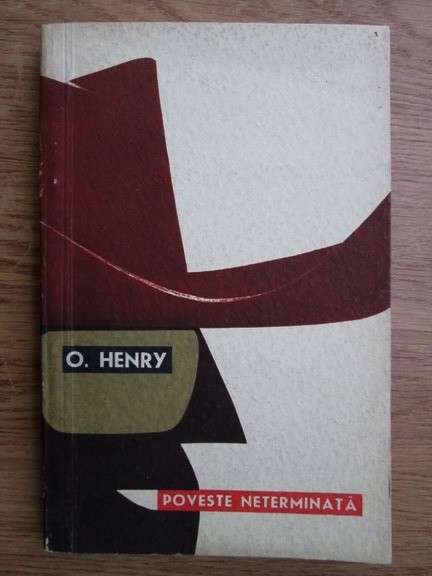 O. HENRY
POVESTE NETERMINATĂ